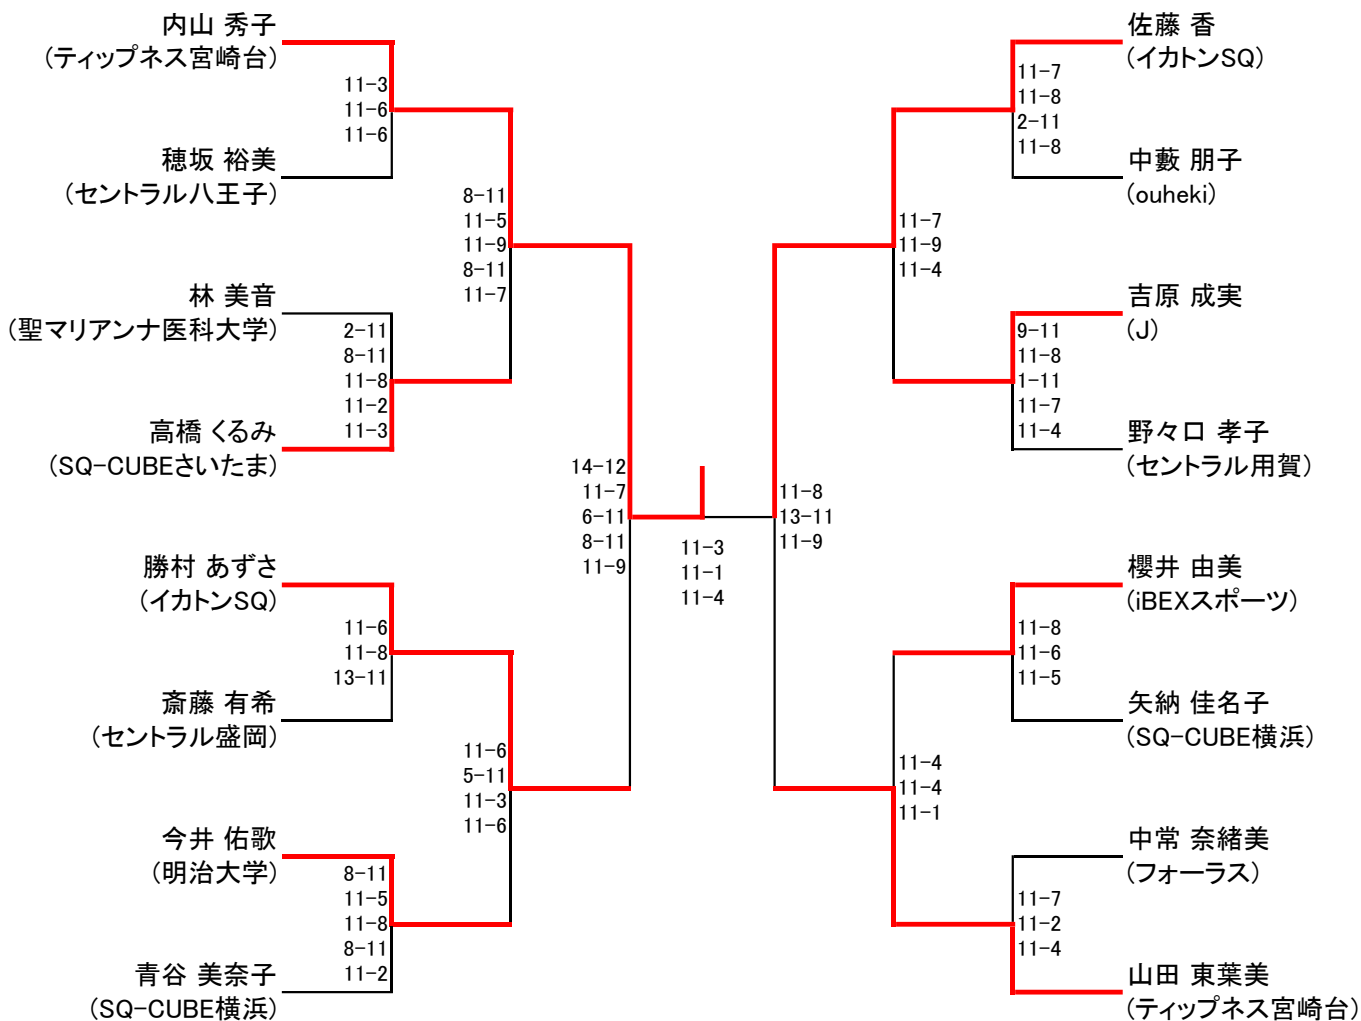 内山 秀子
(ティップネス宮崎台)
11-3
11-6
11-6
穂坂 裕美
(セントラル八王子)
8-11
11-5
11-9
8-11
11-7
林 美音
(聖マリアンナ医科大学)
2-11
8-11
11-8
11-2
11-3
高橋 くるみ
(SQ-CUBEさいたま)
14-12
11-7
6-11
8-11
11-9
勝村 あずさ
(イカトンSQ)
11-6
11-8
13-11
斎藤 有希
(セントラル盛岡)
11-6
5-11
11-3
11-6
今井 佑歌
(明治大学)
8-11
11-5
11-8
8-11
11-2
青谷 美奈子
(SQ-CUBE横浜)
11-3
11-1
11-4
佐藤 香
(イカトンSQ)
11-7
11-8
2-11
11-8
中藪 朋子
(ouheki)
11-7
11-9
11-4
吉原 成実
(J)
9-11
11-8
1-11
11-7
11-4
野々口 孝子
(セントラル用賀)
11-8
13-11
11-9
櫻井 由美
(iBEXスポーツ)
11-8
11-6
11-5
矢納 佳名子
(SQ-CUBE横浜)
11-4
11-4
11-1
中常 奈緒美
(フォーラス)
11-7
11-2
11-4
山田 東葉美
(ティップネス宮崎台)